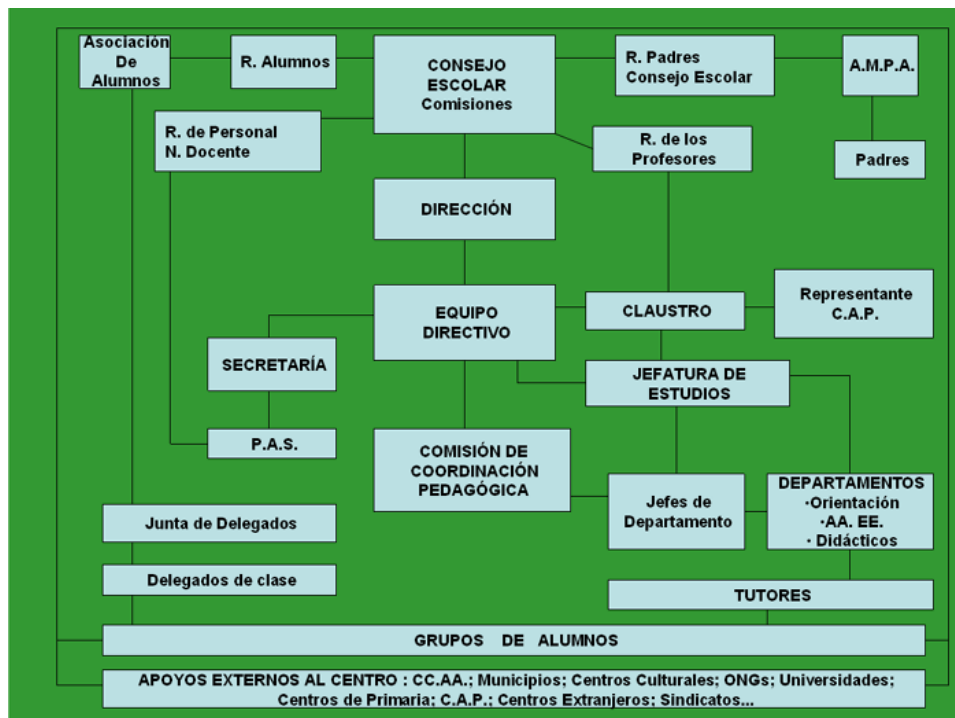 Asociación
De
Alumnos
R. Alumnos
CONSEJO
ESCOLAR
Comisiones
R. Padres
Consejo Escolar
A.M.P.A.
R. de Personal
N. Docente
R. de los
Profesores
Padres
DIRECCIÓN
EQUIPO
DIRECTIVO
CLAUSTRO
Representante
C.A.P.
SECRETARÍA
JEFATURA DE
ESTUDIOS
P.A.S.
COMISIÓN DE
COORDINACIÓN
PEDAGÓGICA
Jefes de
Departamento
DEPARTAMENTOS
·Orientación
·AA. EE.
· Didácticos
Junta de Delegados
Delegados de clase
TUTORES
GRUPOS DE ALUMNOS
APOYOS EXTERNOS AL CENTRO : CC.AA.; Municipios; Centros Culturales; ONGs; Universidades;
Centros de Primaria; C.A.P.; Centros Extranjeros; Sindicatos...